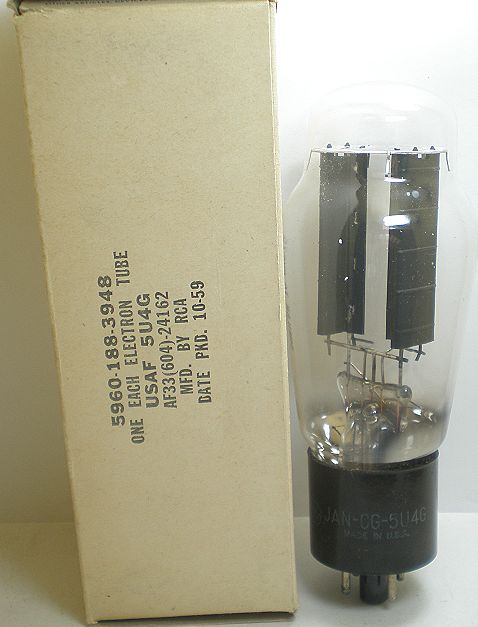 5960-188-3948
ONE EACH ELECTRON TUBE
USAF 5U4G
AF33(604)-24162
MFD. BY RCA
DATE PKD. 10-59
JAN-CG-5U4G
MADE IN U.S.A.